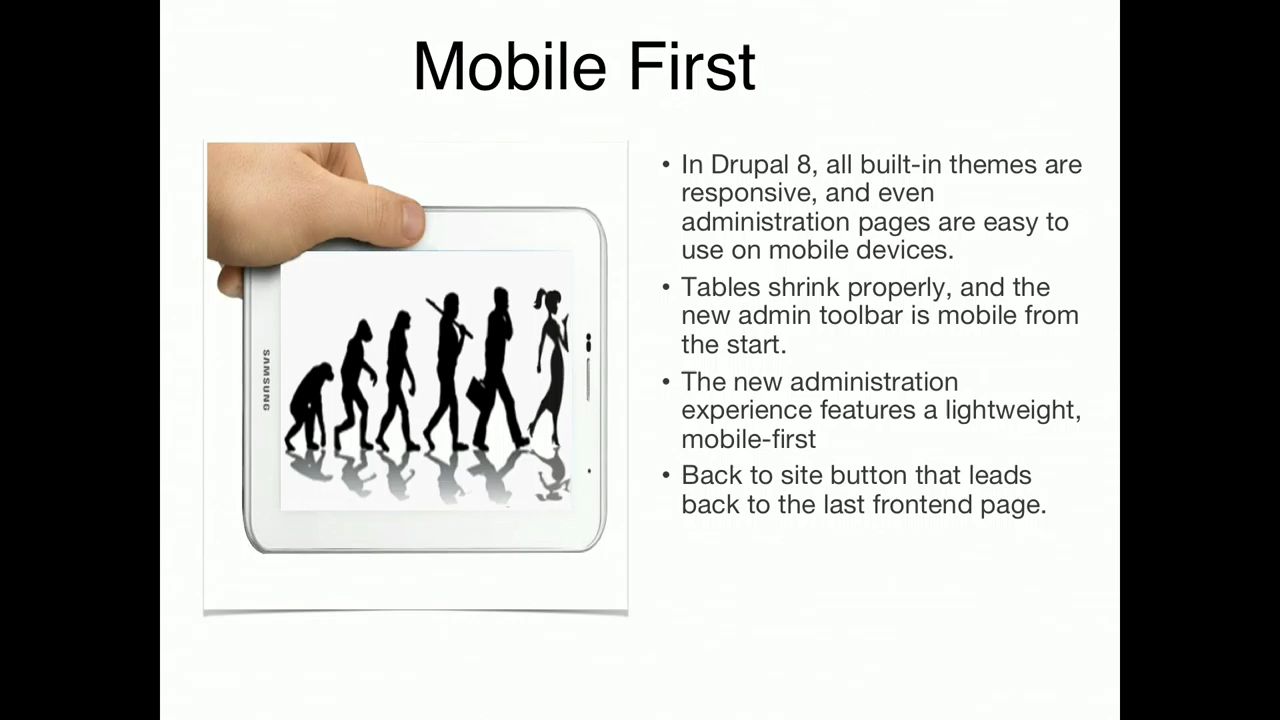 Mobile First
SAMSUNG
• In Drupal 8, all built-in themes are
responsive, and even
administration pages are easy to
use on mobile devices.
• Tables shrink properly, and the
new admin toolbar is mobile from
the start.
• The new administration
experience features a lightweight,
mobile-first
• Back to site button that leads
back to the last frontend page.